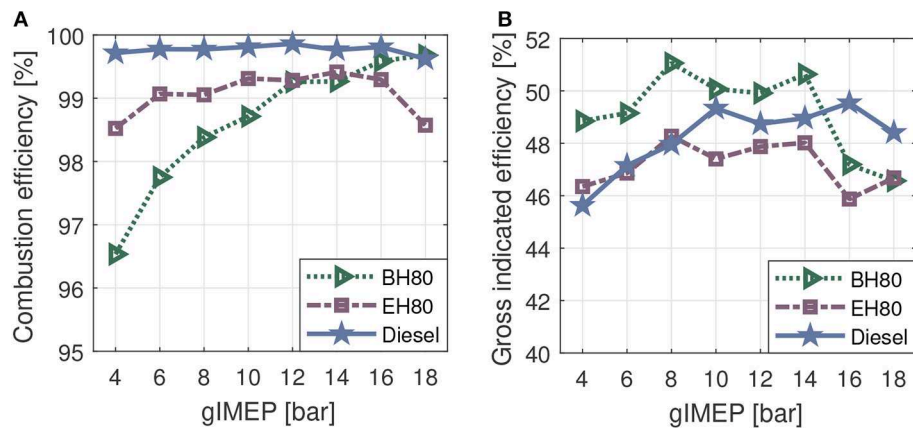 A
Combustion efficiency [%]
100
99
98
97
96
95
4 6 8 10 12 14 16 18
gIMEP [bar]
BH80
EH80
Diesel
B
Gross indicated efficiency [%]
52
50
48
46
44
42
40
4 6 8 10 12 14 16 18
gIMEP [bar]
BH80
EH80
Diesel